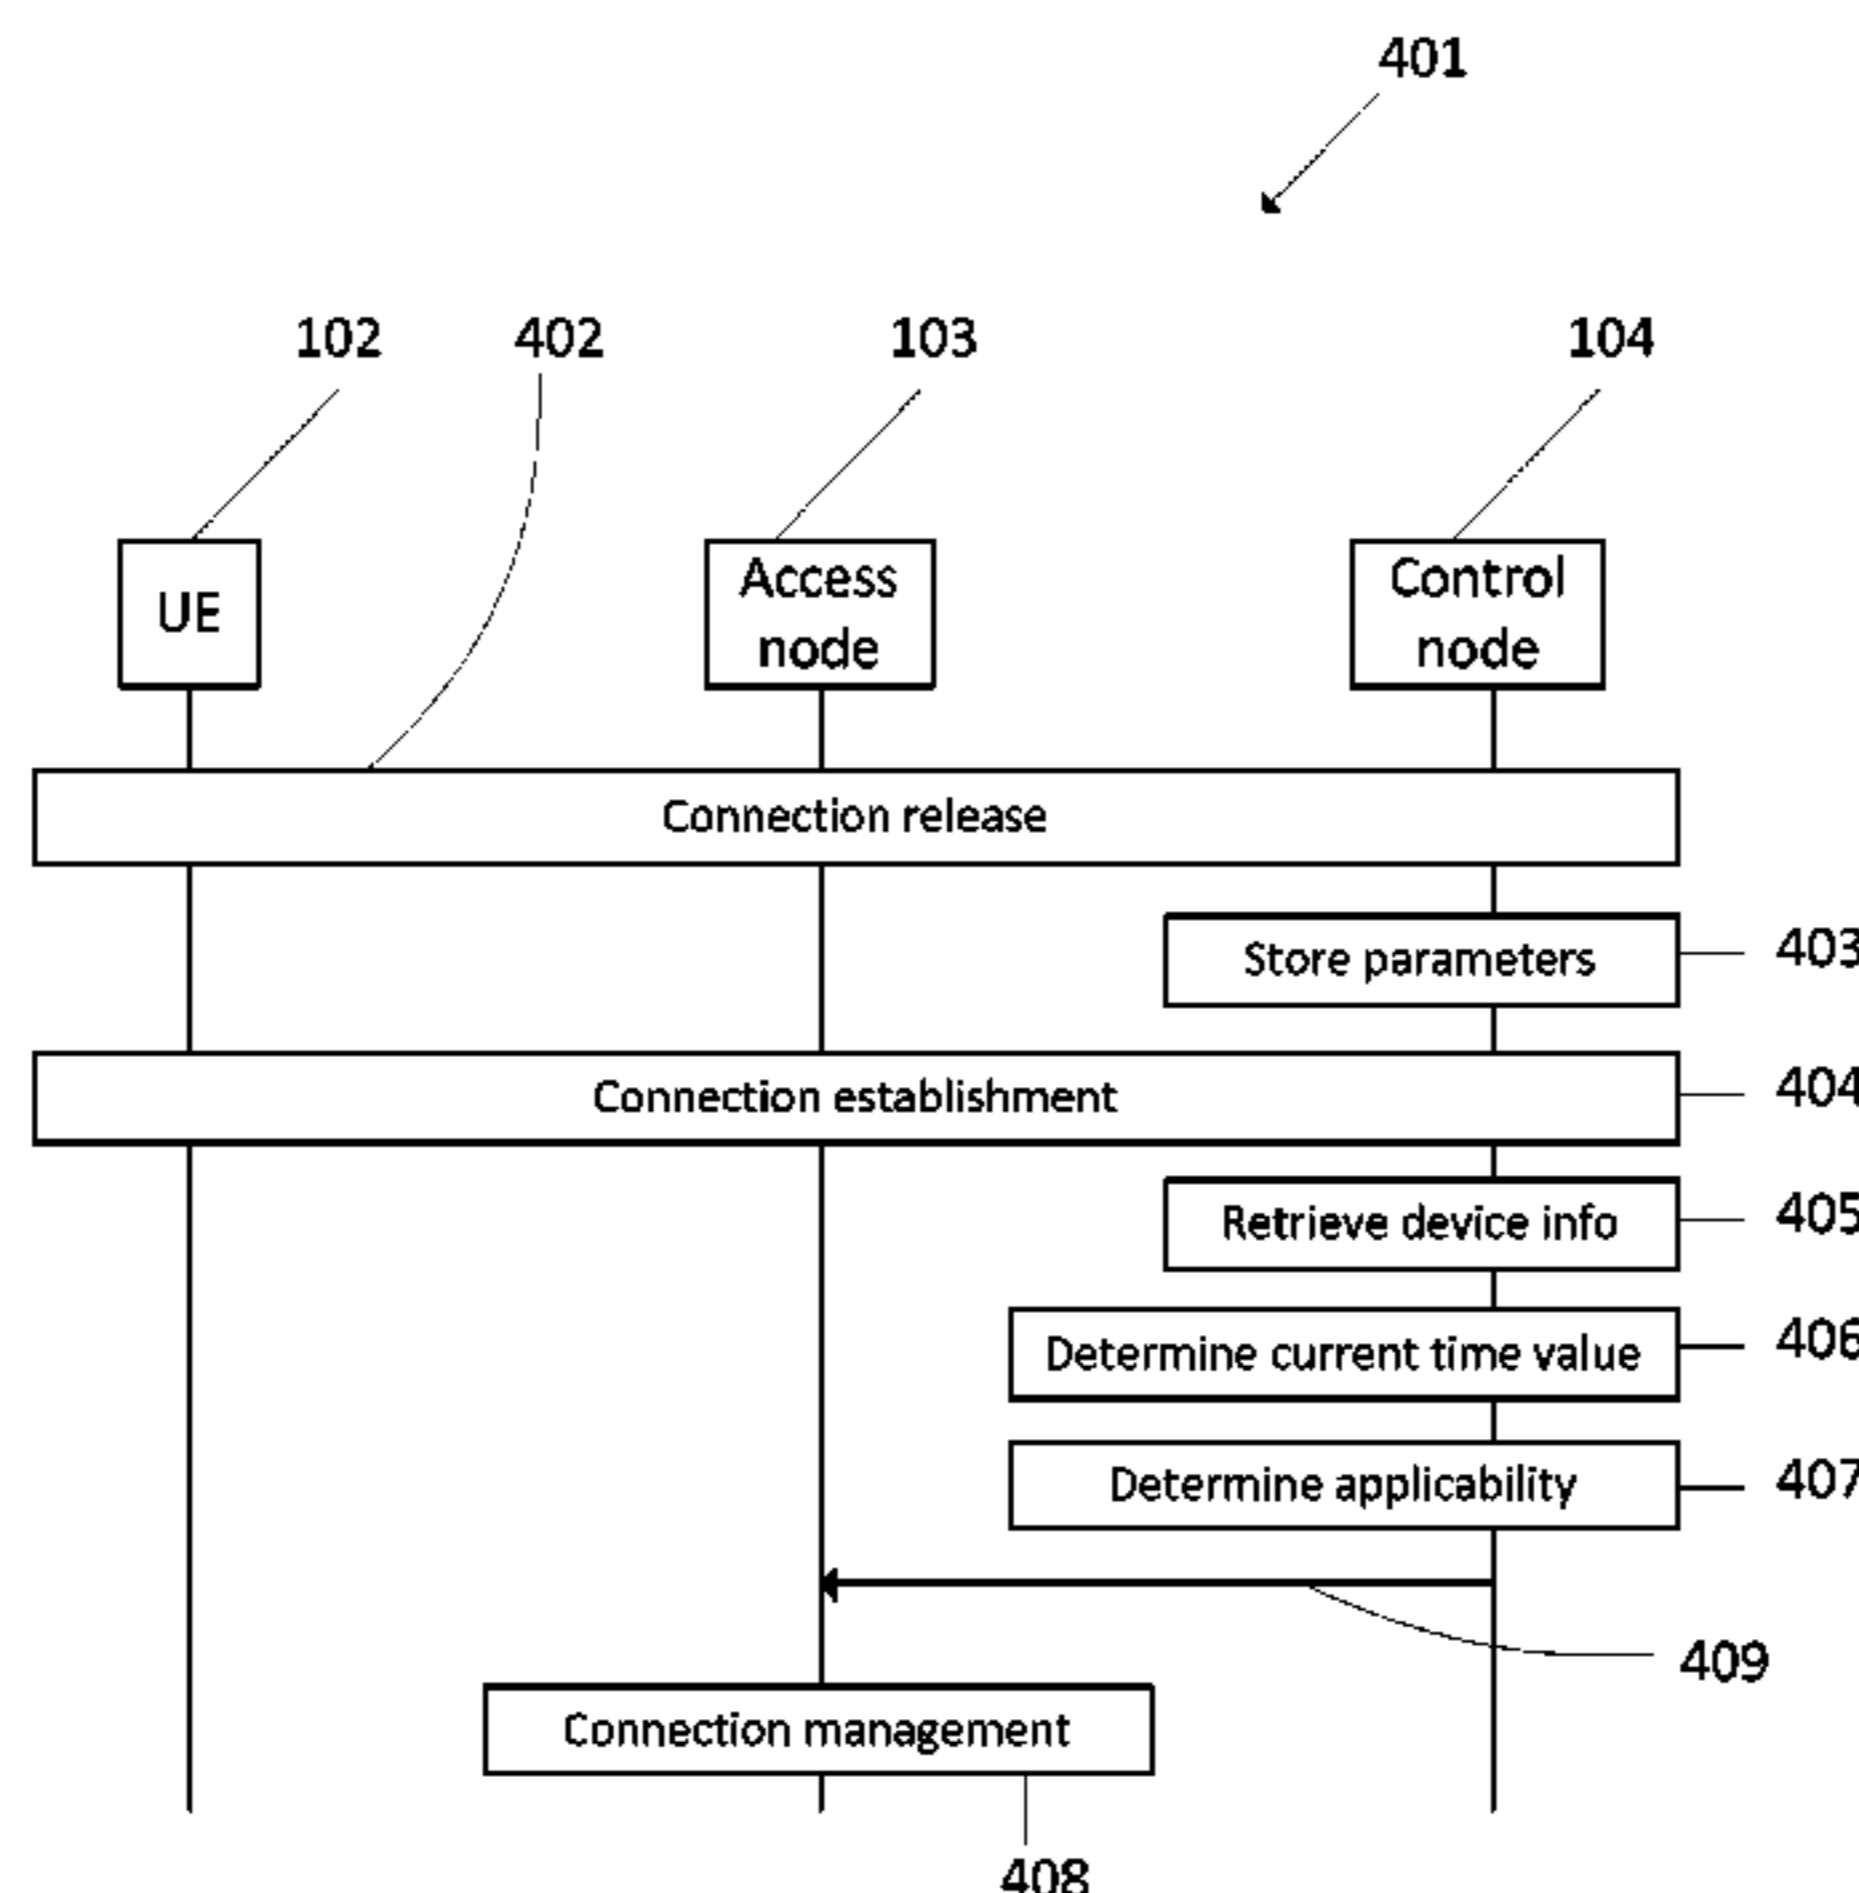 401
102
402
103
104
UE
Access
node
Control
node
Connection release
Store parameters
403
Connection establishment
404
Retrieve device info
405
Determine current time value
406
Determine applicability
407
409
Connection management
408